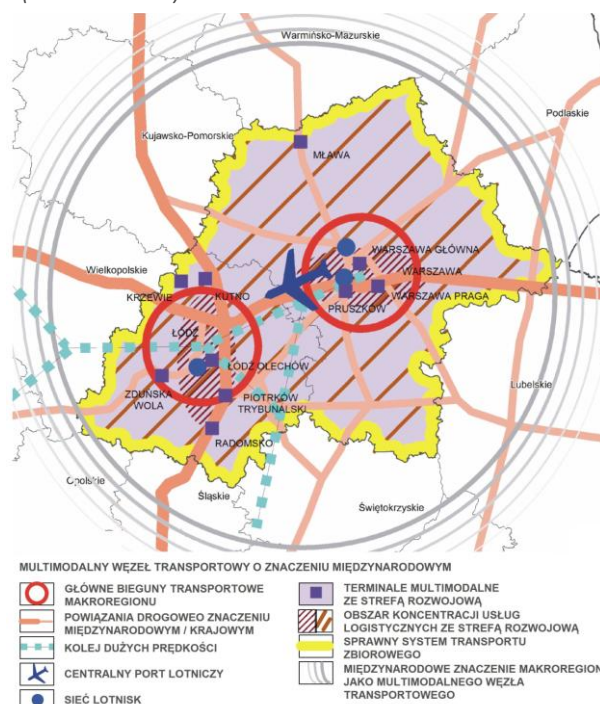 Warmińsko-Mazurskie
Podlaskie
Kujawsko-Pomorskie
MŁAWA
WARSZAWA GŁÓWNA
Wielkopolskie
WARSZAWA
KRZEWIE
KUTNO
WARSZAWA PRAGA
PRUSZKÓW
ŁÓDŹ
ŁÓDŹ OLECHÓW
Lubelskie
ZDUŃSKA
WOLA
PIOTRKÓW
TRYBUNALSKI
RADOMSKO
Opolskie
Śląskie
Świętokrzyskie
MULTIMODALNY WĘZEŁ TRANSPORTOWY O ZNACZENIU MIĘDZYNARODOWYM
GŁÓWNE BIEGUNY TRANSPORTOWE
MAKROREGIONU
POWIĄZANIA DROGOWEO ZNACZENIU
MIĘDZYNARODOWYM / KRAJOWYM
KOLEJ DUŻYCH PRĘDKOŚCI
CENTRALNY PORT LOTNICZY
SIEĆ LOTNISK
TERMINALE MULTIMODALNE
ZE STREFĄ ROZWOJOWĄ
OBSZAR KONCENTRACJI USŁUG
LOGISTYCZNYCH ZE STREFĄ ROZWOJOWĄ
SPRAWNY SYSTEM TRANSPORTU
ZBIOROWEGO
MIĘDZYNARODOWE ZNACZENIE MAKROREGION
JAKO MULTIMODALNEGO WĘZŁA
TRANSPORTOWEGO